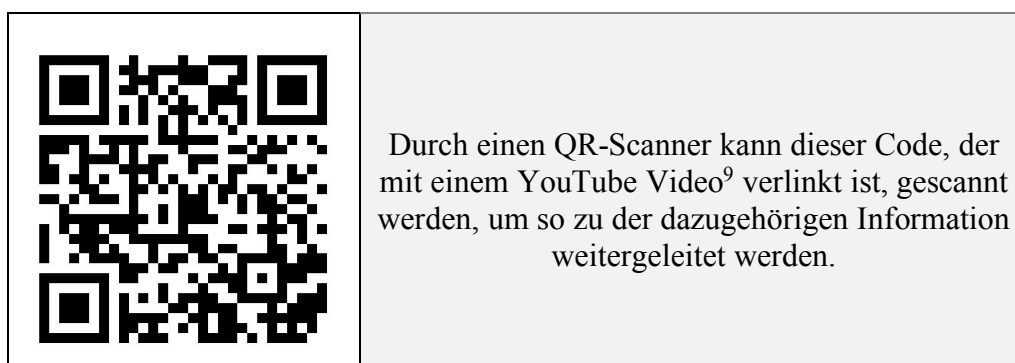 Durch einen QR-Scanner kann dieser Code, der
mit einem YouTube Video⁹ verlinkt ist, gescannt
werden, um so zu der dazugehörigen Information
weitergeleitet werden.